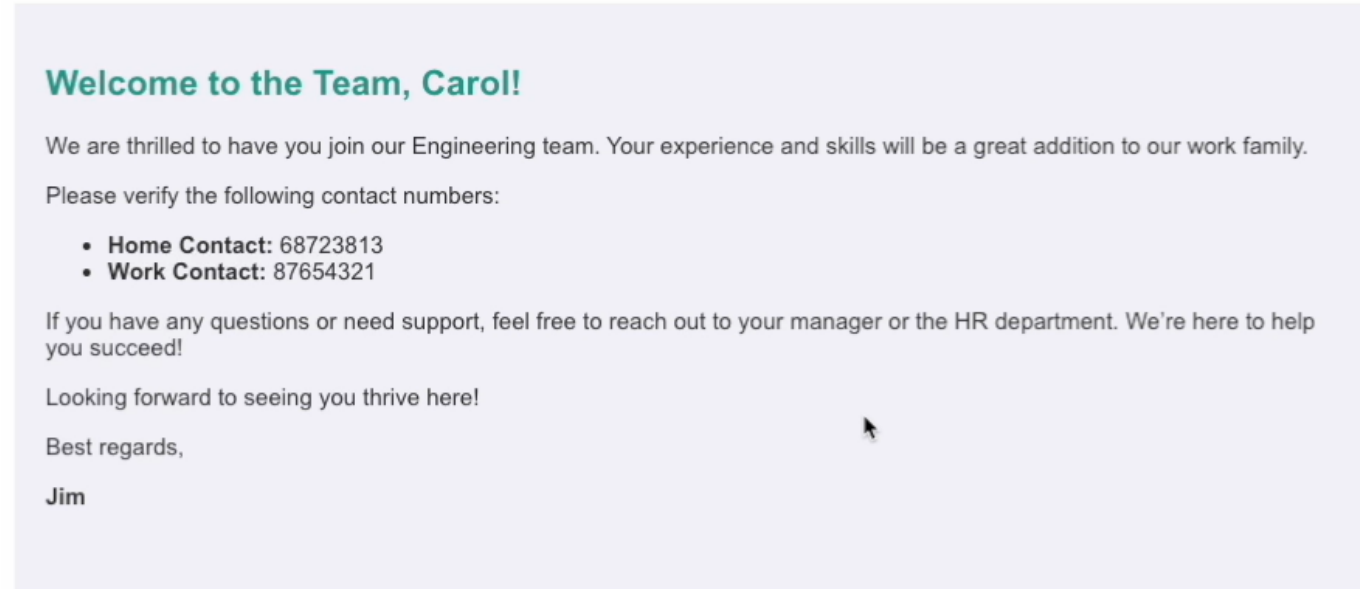 Welcome to the Team, Carol!
We are thrilled to have you join our Engineering team. Your experience and skills will be a great addition to our work family.
Please verify the following contact numbers:
• Home Contact: 68723813
• Work Contact: 87654321
If you have any questions or need support, feel free to reach out to your manager or the HR department. We're here to help
you succeed!
Looking forward to seeing you thrive here!
Best regards,
Jim